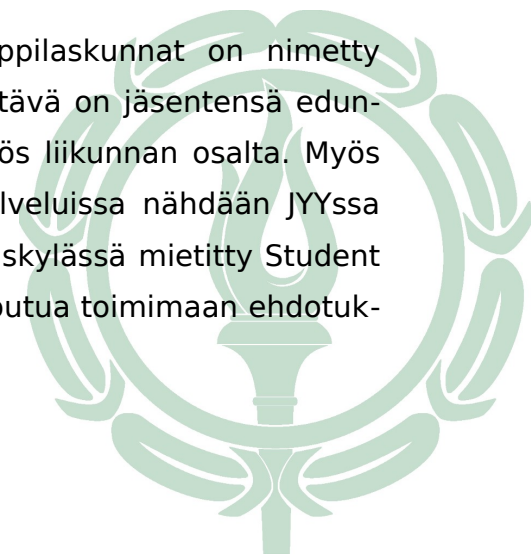 ppilaskunnat on nimetty
tävä on jäsentensä edun-
ös liikunnan osalta. Myös
lveluissa nähdään JYYssa
skylässä mietitty Student
outua toimimaan ehdotuk-